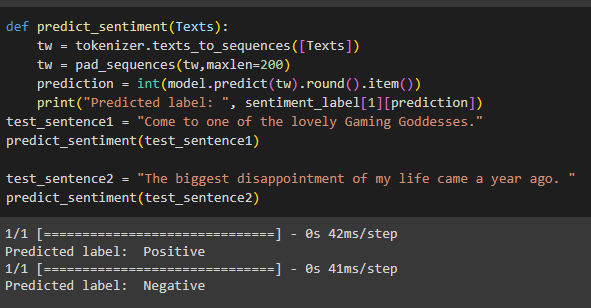 def predict_sentiment(Texts):
    tw = tokenizer.texts_to_sequences([Texts])
    tw = pad_sequences(tw,maxlen=200)
    prediction = int(model.predict(tw).round().item())
    print("Predicted label: ", sentiment_label[1][prediction])
test_sentence1 = "Come to one of the lovely Gaming Goddesses."
predict_sentiment(test_sentence1)
test_sentence2 = "The biggest disappointment of my life came a year ago. "
predict_sentiment(test_sentence2)
1/1 [==============================] - 0s 42ms/step
Predicted label:  Positive
1/1 [==============================] - 0s 41ms/step
Predicted label:  Negative